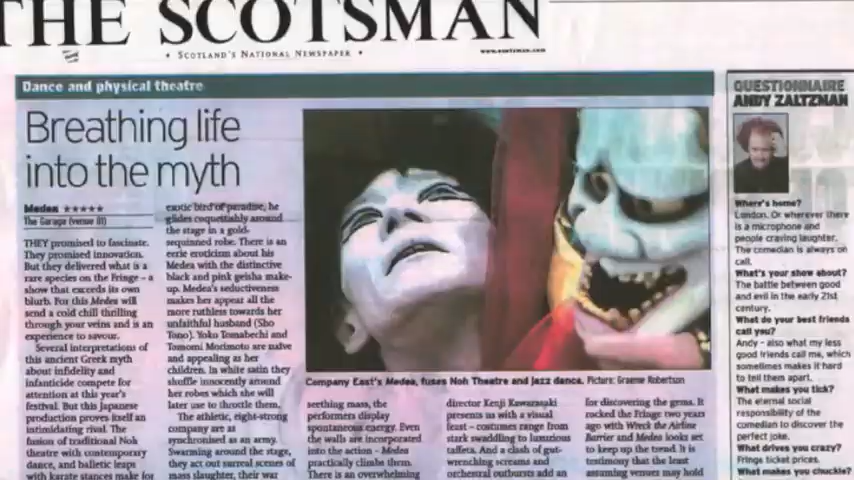 THE SCOTSMAN
• SCOTLAND'S NATIONAL NEWSPAPER •
www.scotsman.com
Dance and physical theatre
Breathing life
into the myth
Medea ★★★★★
The Garage (venue 81)
THEY promised to fascinate.
They promised innovation.
But they delivered what is a
rare species on the Fringe – a
show that exceeds its own
blurb. For this Medea will
send a cold chill thrilling
through your veins and is an
experience to savour.
Several interpretations of
this ancient Greek myth
about infidelity and
infanticide compete for
attention at this year's
festival. But this Japanese
production proves itself an
intimidating rival. The
fusion of traditional Noh
theatre with contemporary
dance, and balletic leaps
with karate stances make for
exotic bird of paradise, he
glides coquettishly around
the stage in a gold-
sequinned robe. There is an
eerie eroticism about his
Medea with the distinctive
black and pink geisha make-
up. Medea's seductiveness
makes her appear all the
more ruthless towards her
unfaithful husband (Sho
Tono). Yoko Tomabechi and
Tomomi Morimoto are naive
and appealing as her
children. In white satin they
shuffle innocently around
her robes which she will
later use to throttle them.
The athletic, eight-strong
company are as
synchronised as an army.
Swarming around the stage,
they act out surreal scenes of
mass slaughter, their war
Company East's Medea, fuses Noh Theatre and jazz dance. Picture: Graeme Robertson
seething mass, the
performers display
spontaneous energy. Even
the walls are incorporated
into the action – Medea
practically climbs them.
There is an overwhelming
director Kenji Kawarasaki
presents us with a visual
feast – costumes range from
stark swaddling to luxurious
taffeta. And a clash of gut-
wrenching screams and
orchestral outbursts add an
for discovering the gems. It
rocked the Fringe two years
ago with Wreck the Airline
Barrier and Medea looks set
to keep up the trend. It is
testimony that the least
assuming venues may hold
QUESTIONNAIRE
ANDY ZALTZMAN
Where's home?
London. Or wherever there
is a microphone and
people craving laughter.
The comedian is always on
call.
What's your show about?
The battle between good
and evil in the early 21st
century.
What do your best friends
call you?
Andy – also what my less
good friends call me, which
sometimes makes it hard
to tell them apart.
What makes you tick?
The eternal social
responsibility of the
comedian to discover the
perfect joke.
What drives you crazy?
Fringe ticket prices.
What makes you chuckle?